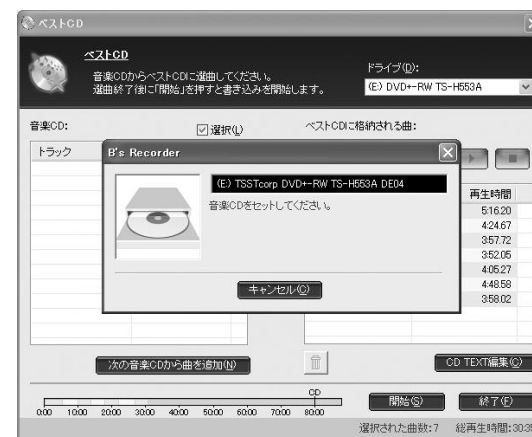 ベストCD
ベストCD
音楽CDからベストCDに選曲してください。
選曲終了後に「開始」を押すと書き込みを開始します。
ドライブ(D):
(E:) DVD+-RW TS-H553A
音楽CD:
選択(L)
ベストCDに格納される曲:
トラック
再生時間
B's Recorder
(E:) TSSTcorp DVD+-RW TS-H553A DE04
音楽CDをセットしてください。
キャンセル(C)
5:16.20
4:24.67
3:57.72
3:52.05
4:05.27
4:48.58
3:58.02
次の音楽CDから曲を追加(N)
CD TEXT編集(C)
CD
0:00 10:00 20:00 30:00 40:00 50:00 60:00 70:00 80:00
開始(S)
終了(E)
選択された曲数:7
総再生時間:30: